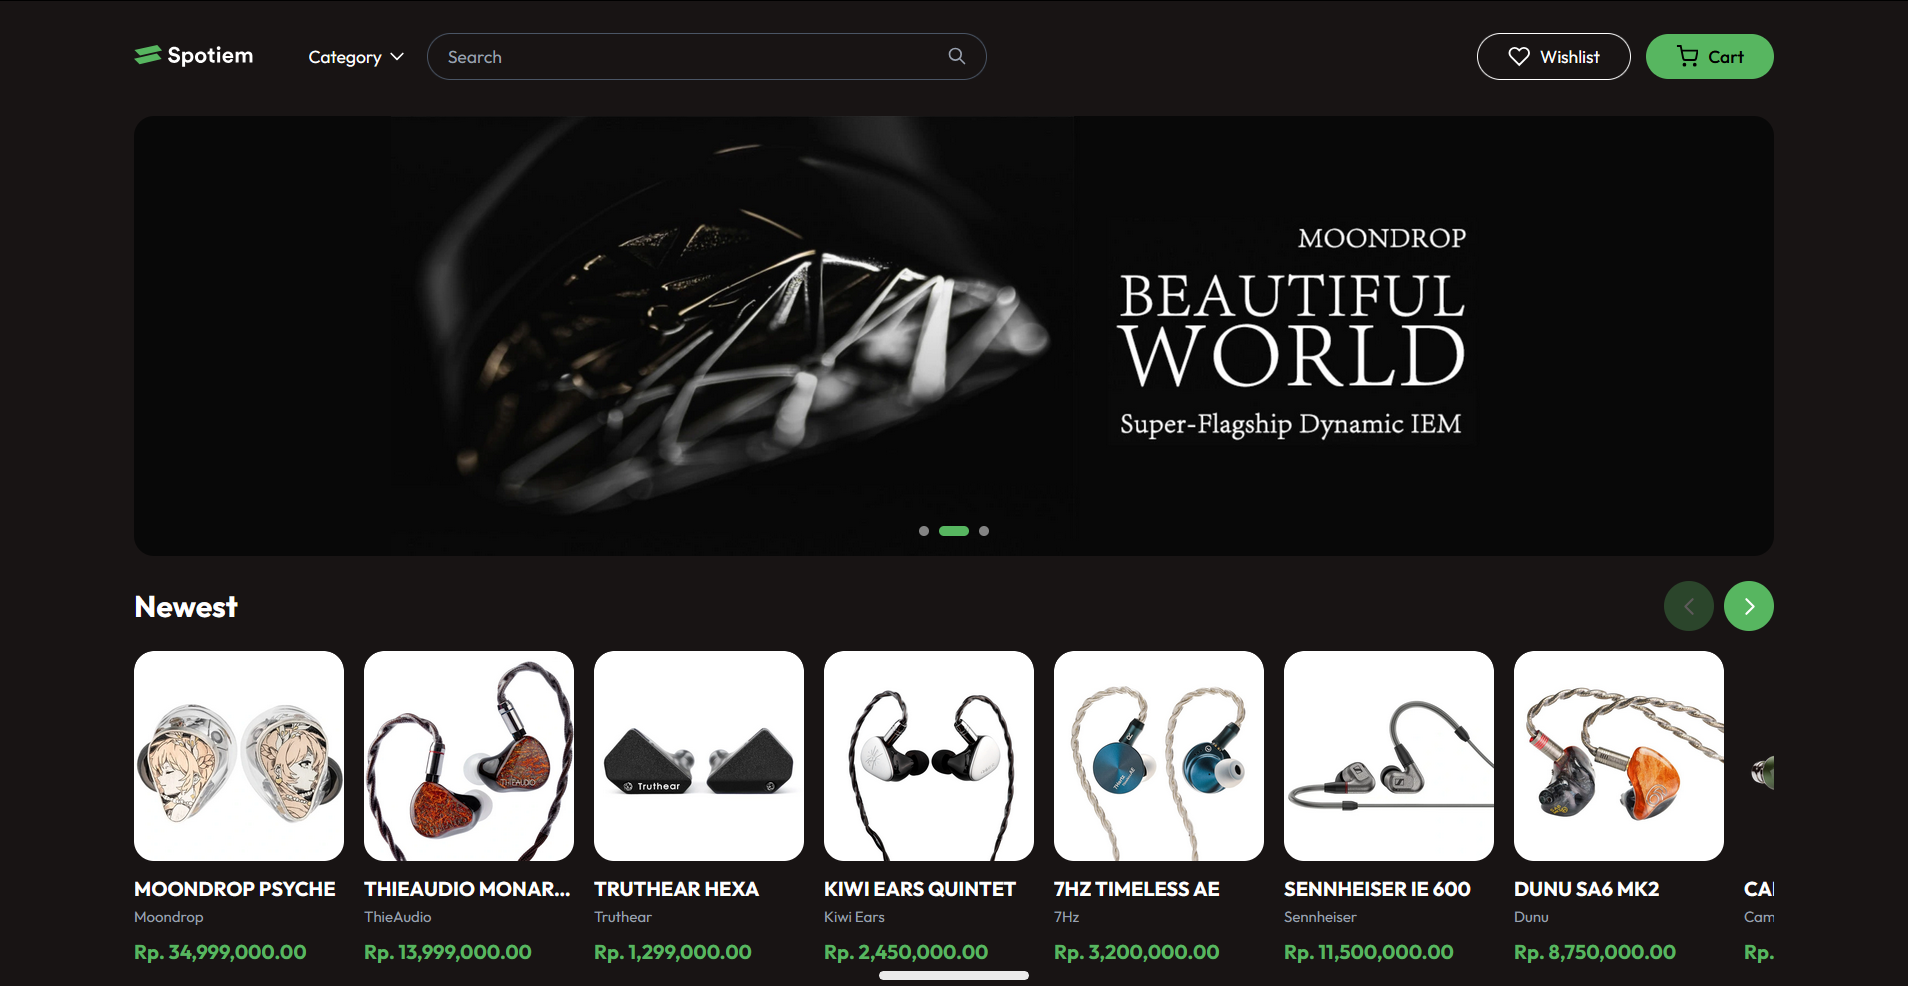 Spotiem
Category
Search
Wishlist
Cart
MOONDROP
BEAUTIFUL
WORLD
Super-Flagship Dynamic IEM
Newest
THIEAUDIO
Truthear
MOONDROP PSYCHE
Moondrop
Rp. 34,999,000.00
THIEAUDIO MONAR...
ThieAudio
Rp. 13,999,000.00
TRUTHEAR HEXA
Truthear
Rp. 1,299,000.00
KIWI EARS QUINTET
Kiwi Ears
Rp. 2,450,000.00
7HZ TIMELESS AE
7Hz
Rp. 3,200,000.00
SENNHEISER IE 600
Sennheiser
Rp. 11,500,000.00
DUNU SA6 MK2
Dunu
Rp. 8,750,000.00
Cam
Rp.